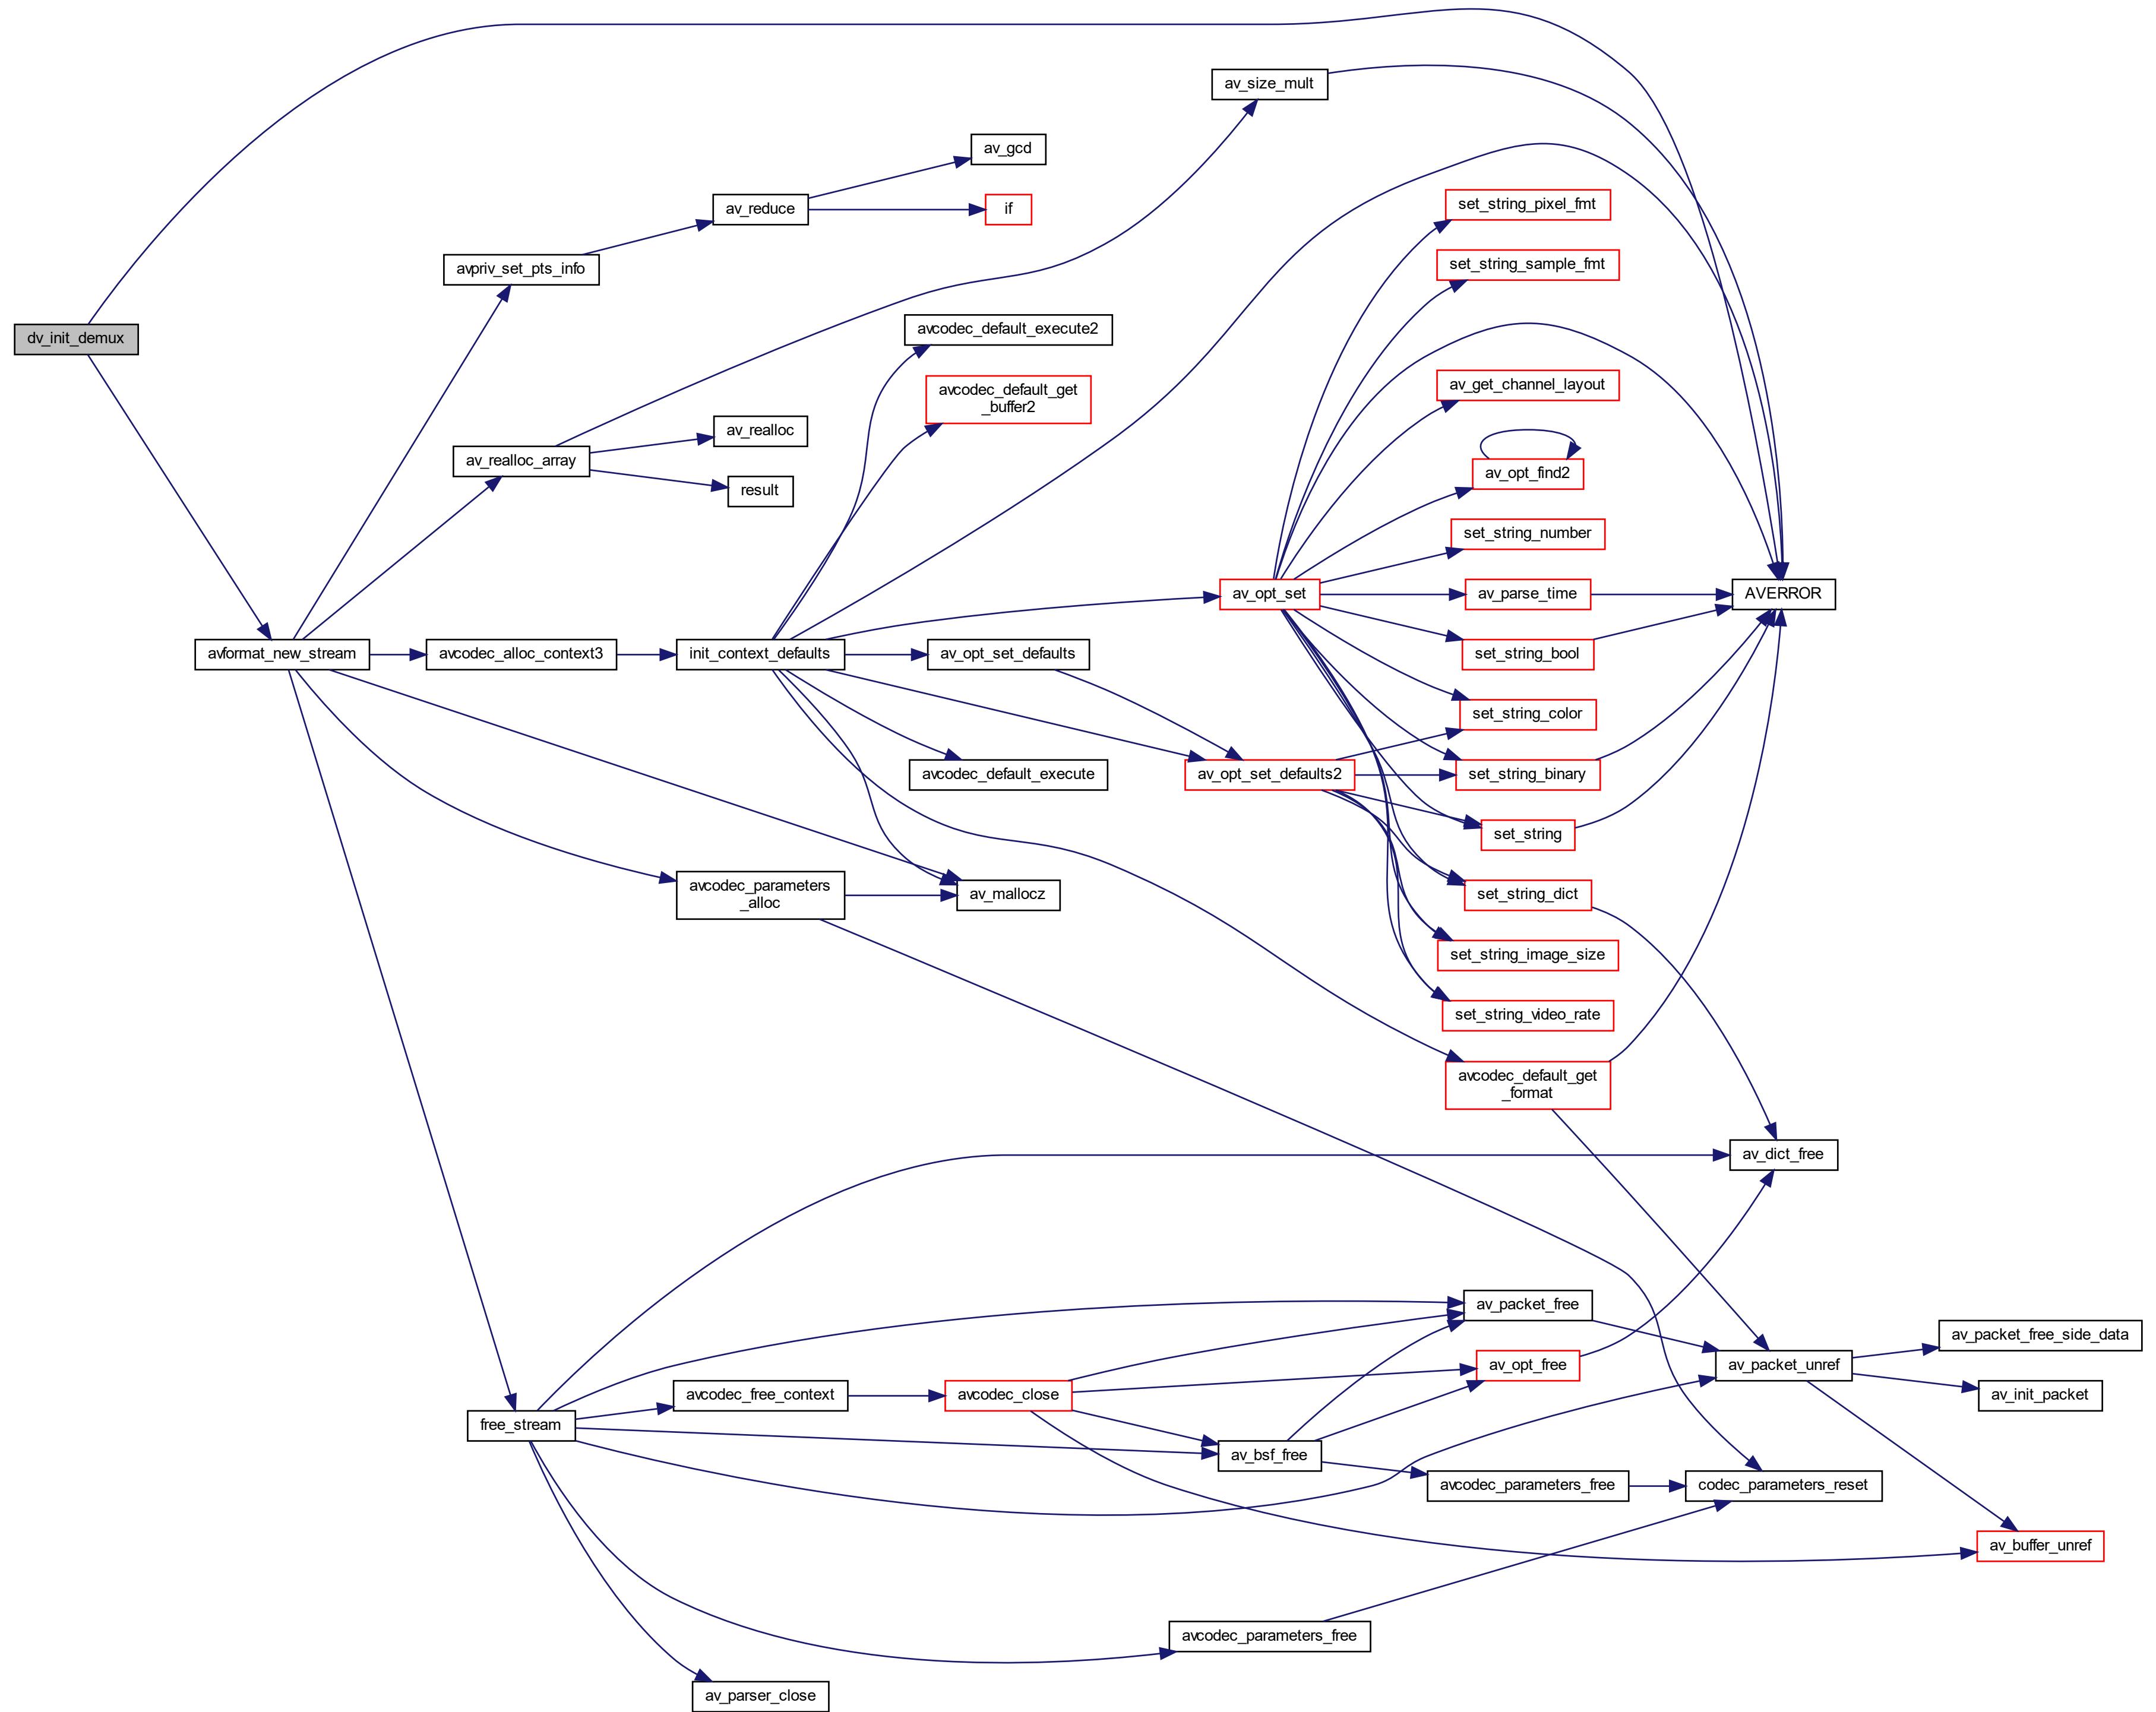 av_size_mult
av_gcd
av_reduce
if
set_string_pixel_fmt
avpriv_set_pts_info
set_string_sample_fmt
dv_init_demux
avcodec_default_execute2
avcodec_default_get
_buffer2
av_get_channel_layout
av_realloc
av_realloc_array
av_opt_find2
result
set_string_number
av_opt_set
av_parse_time
AVERROR
avformat_new_stream
avcodec_alloc_context3
init_context_defaults
av_opt_set_defaults
set_string_bool
set_string_color
avcodec_default_execute
av_opt_set_defaults2
set_string_binary
set_string
avcodec_parameters
_alloc
av_mallocz
set_string_dict
set_string_image_size
set_string_video_rate
avcodec_default_get
_format
av_dict_free
av_packet_free
av_packet_free_side_data
av_opt_free
av_packet_unref
avcodec_free_context
avcodec_close
av_init_packet
free_stream
av_bsf_free
avcodec_parameters_free
codec_parameters_reset
av_buffer_unref
avcodec_parameters_free
av_parser_close